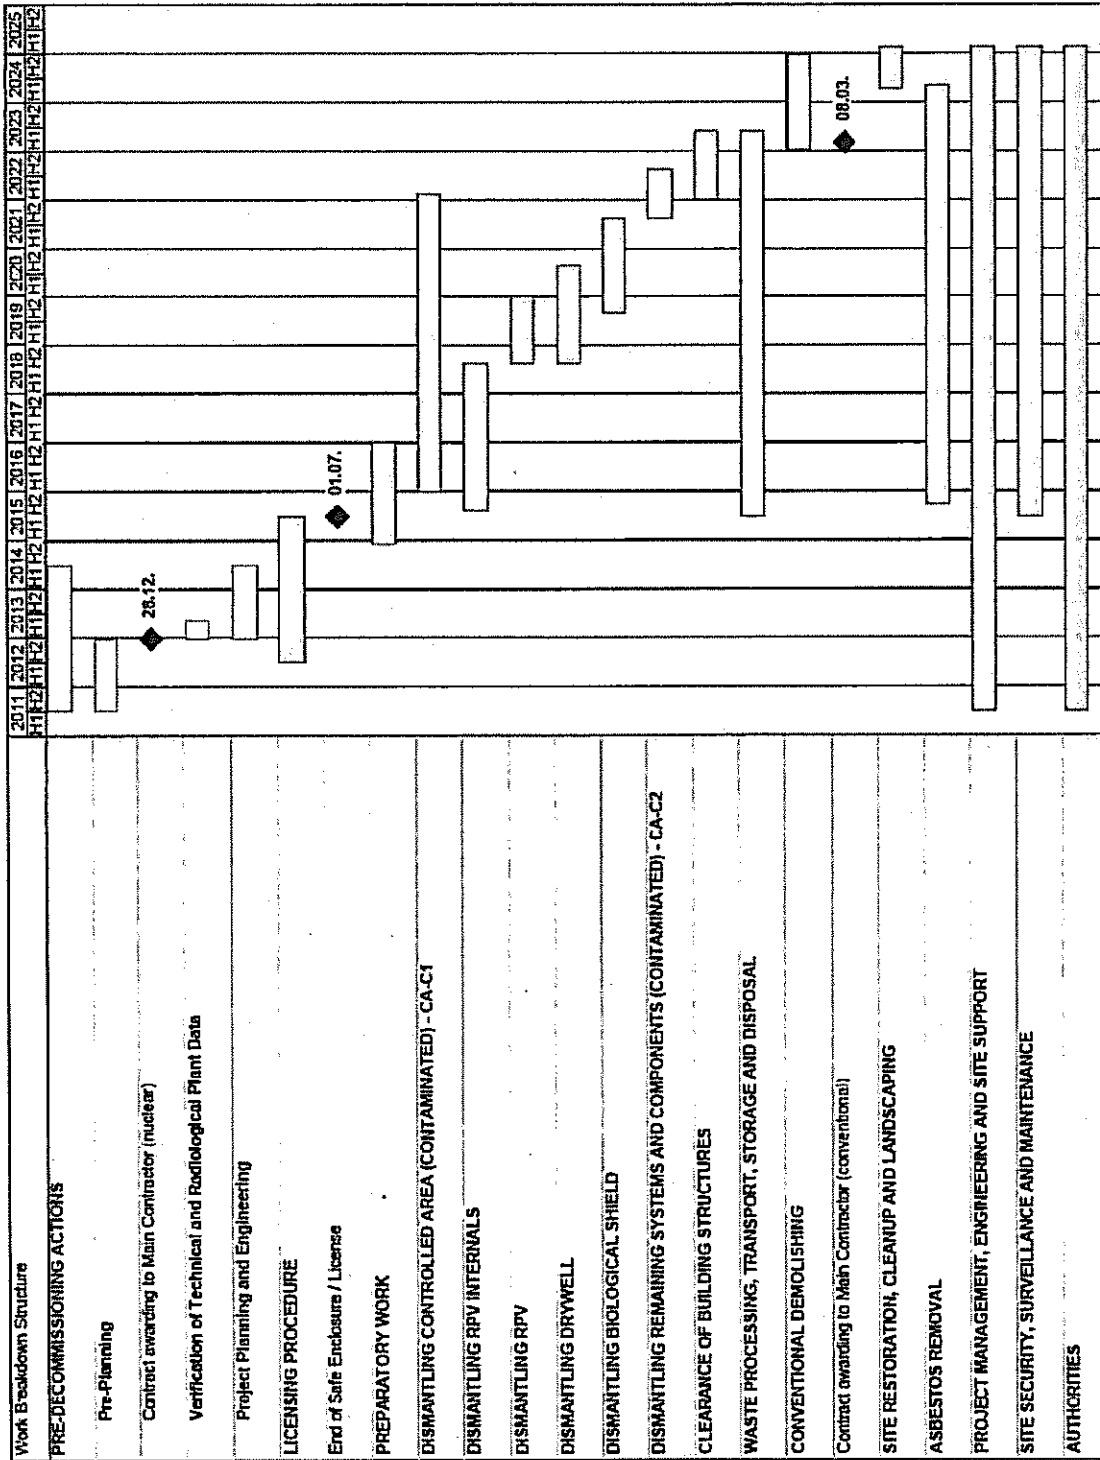 Work Breakdown Structure
2011 2012 2013 2014 2015 2016 2017 2018 2019 2020 2021 2022 2023 2024 2025
H1 H2 H1 H2 H1 H2 H1 H2 H1 H2 H1 H2 H1 H2 H1 H2 H1 H2 H1 H2 H1 H2 H1 H2 H1 H2 H1 H2 H1 H2
PRE-DECOMMISSIONING ACTIONS
Pre-Planning
Contract awarding to Main Contractor (nuclear)
28.12.
Verification of Technical and Radiological Plant Data
Project Planning and Engineering
LICENSING PROCEDURE
End of Safe Enclosure / License
01.07.
PREPARATORY WORK
DISMANTLING CONTROLLED AREA (CONTAMINATED) - CA-C1
DISMANTLING RPV INTERNALS
DISMANTLING RPV
DISMANTLING DRYWELL
DISMANTLING BIOLOGICAL SHIELD
DISMANTLING REMAINING SYSTEMS AND COMPONENTS (CONTAMINATED) - CA-C2
CLEARANCE OF BUILDING STRUCTURES
WASTE PROCESSING, TRANSPORT, STORAGE AND DISPOSAL
CONVENTIONAL DEMOLISHING
Contract awarding to Main Contractor (conventional)
08.03.
SITE RESTORATION, CLEANUP AND LANDSCAPING
ASBESTOS REMOVAL
PROJECT MANAGEMENT, ENGINEERING AND SITE SUPPORT
SITE SECURITY, SURVEILLANCE AND MAINTENANCE
AUTHORITIES